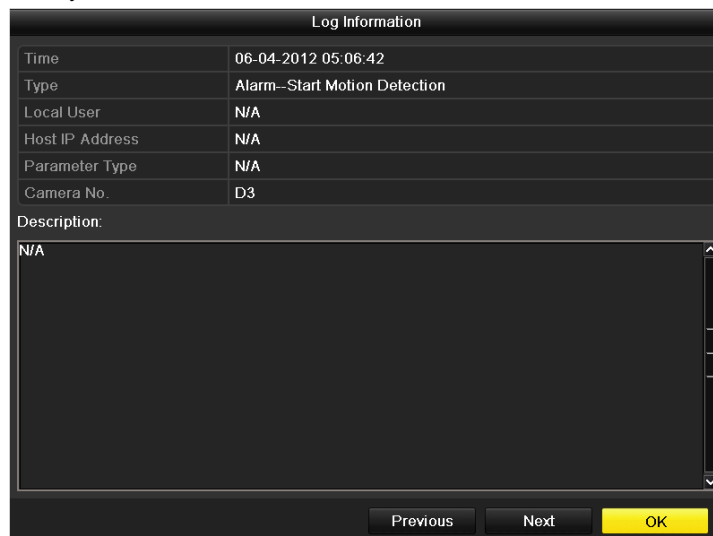 Log Information
Time 06-04-2012 05:06:42
Type Alarm--Start Motion Detection
Local User N/A
Host IP Address N/A
Parameter Type N/A
Camera No. D3
Description:
N/A
Previous Next OK